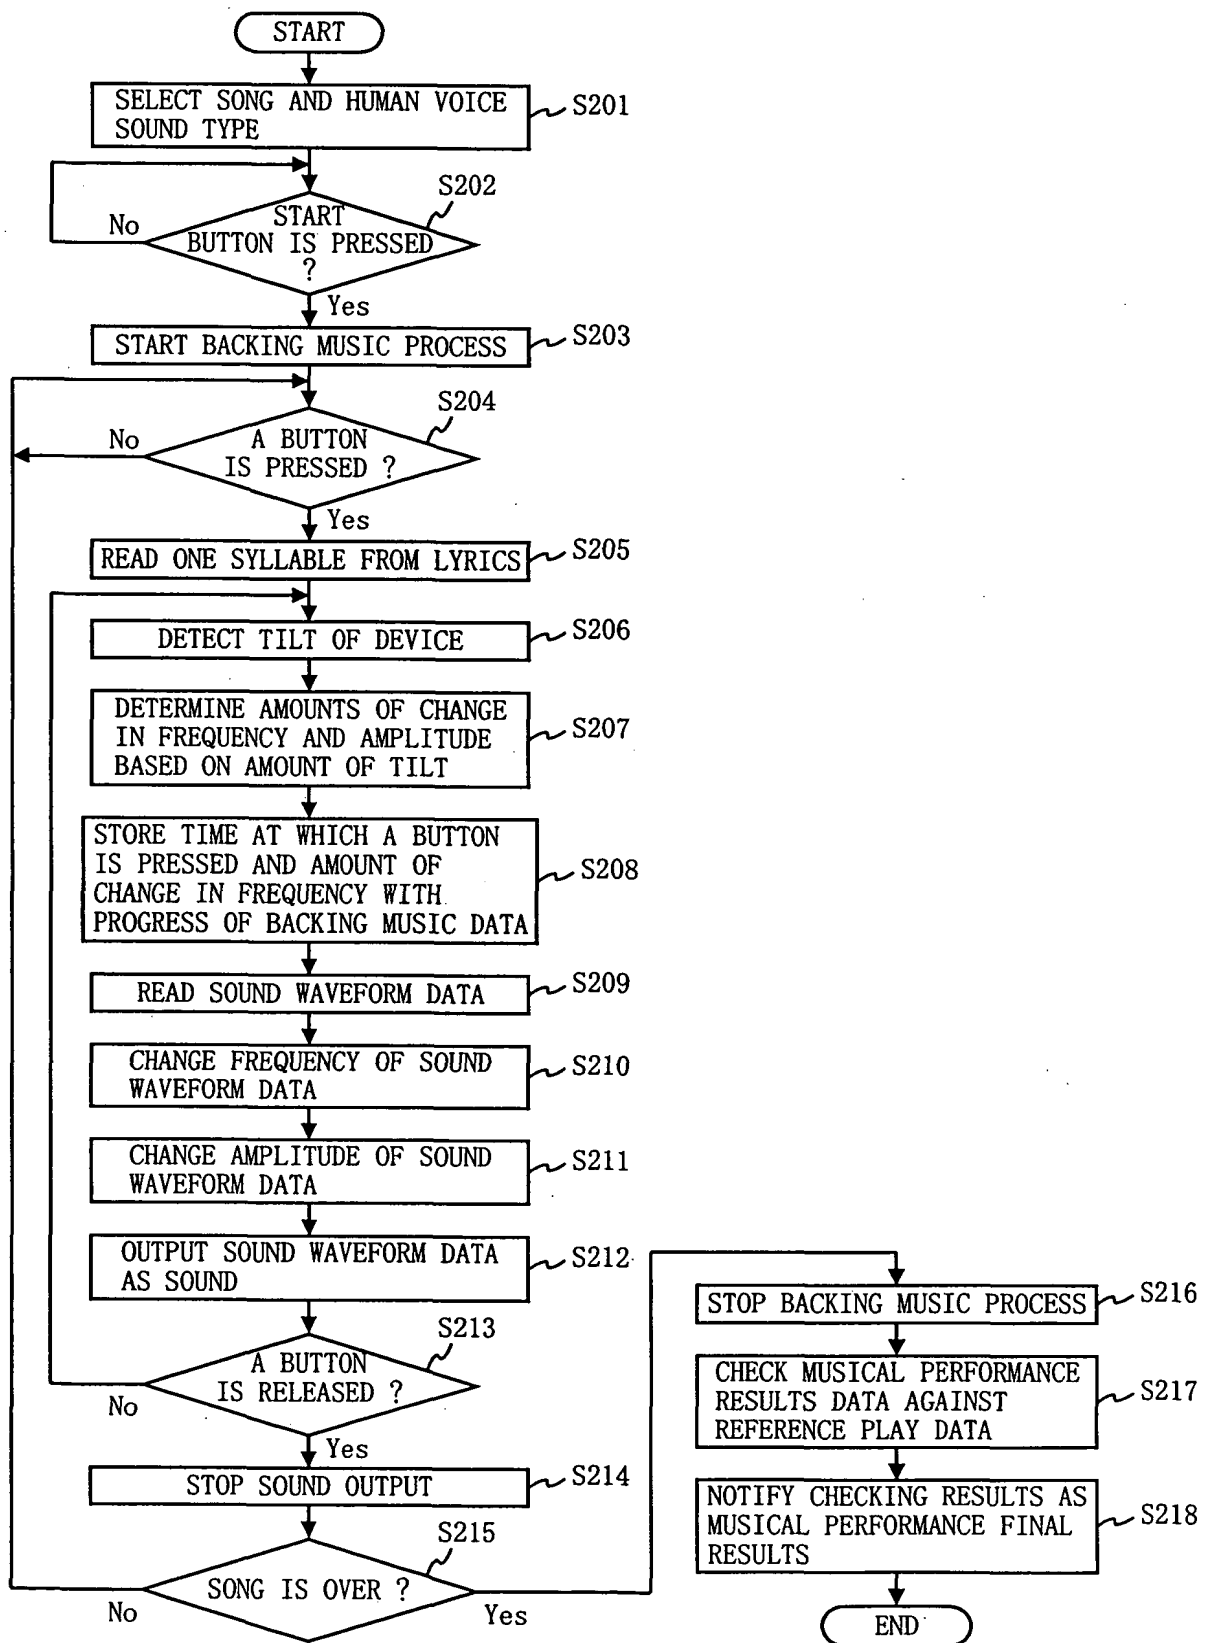 START
SELECT SONG AND HUMAN VOICE
SOUND TYPE
S201
S202
START
BUTTON IS PRESSED
?
No
Yes
START BACKING MUSIC PROCESS
S203
S204
A BUTTON
IS PRESSED ?
No
Yes
READ ONE SYLLABLE FROM LYRICS
S205
DETECT TILT OF DEVICE
S206
DETERMINE AMOUNTS OF CHANGE
IN FREQUENCY AND AMPLITUDE
BASED ON AMOUNT OF TILT
S207
STORE TIME AT WHICH A BUTTON
IS PRESSED AND AMOUNT OF
CHANGE IN FREQUENCY WITH
PROGRESS OF BACKING MUSIC DATA
S208
READ SOUND WAVEFORM DATA
S209
CHANGE FREQUENCY OF SOUND
WAVEFORM DATA
S210
CHANGE AMPLITUDE OF SOUND
WAVEFORM DATA
S211
OUTPUT SOUND WAVEFORM DATA
AS SOUND
S212
S213
A BUTTON
IS RELEASED ?
No
Yes
STOP SOUND OUTPUT
S214
S215
SONG IS OVER ?
No
Yes
STOP BACKING MUSIC PROCESS
S216
CHECK MUSICAL PERFORMANCE
RESULTS DATA AGAINST
REFERENCE PLAY DATA
S217
NOTIFY CHECKING RESULTS AS
MUSICAL PERFORMANCE FINAL
RESULTS
S218
END